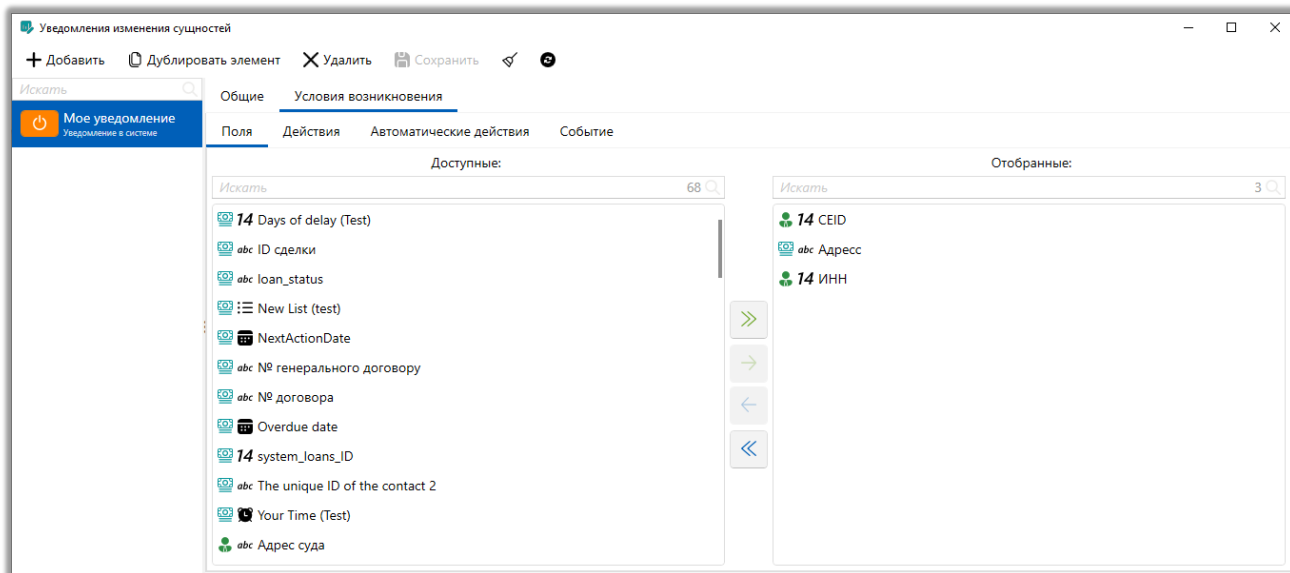 Уведомления изменения сущностей
Добавить Дублировать элемент Удалить Сохранить
Искать Общие Условия возникновения
Мое уведомление
Уведомление в системе
Поля Действия Автоматические действия Событие
Доступные: Отобранные:
Искать 68 Искать 3
14 Days of delay (Test) 14 CEID
abc ID сделки abc Адресс
abc loan_status 14 ИНН
New List (test)
NextActionDate
abc № генерального договору
abc № договора
Overdue date
14 system_loans_ID
abc The unique ID of the contact 2
Your Time (Test)
abc Адрес суда